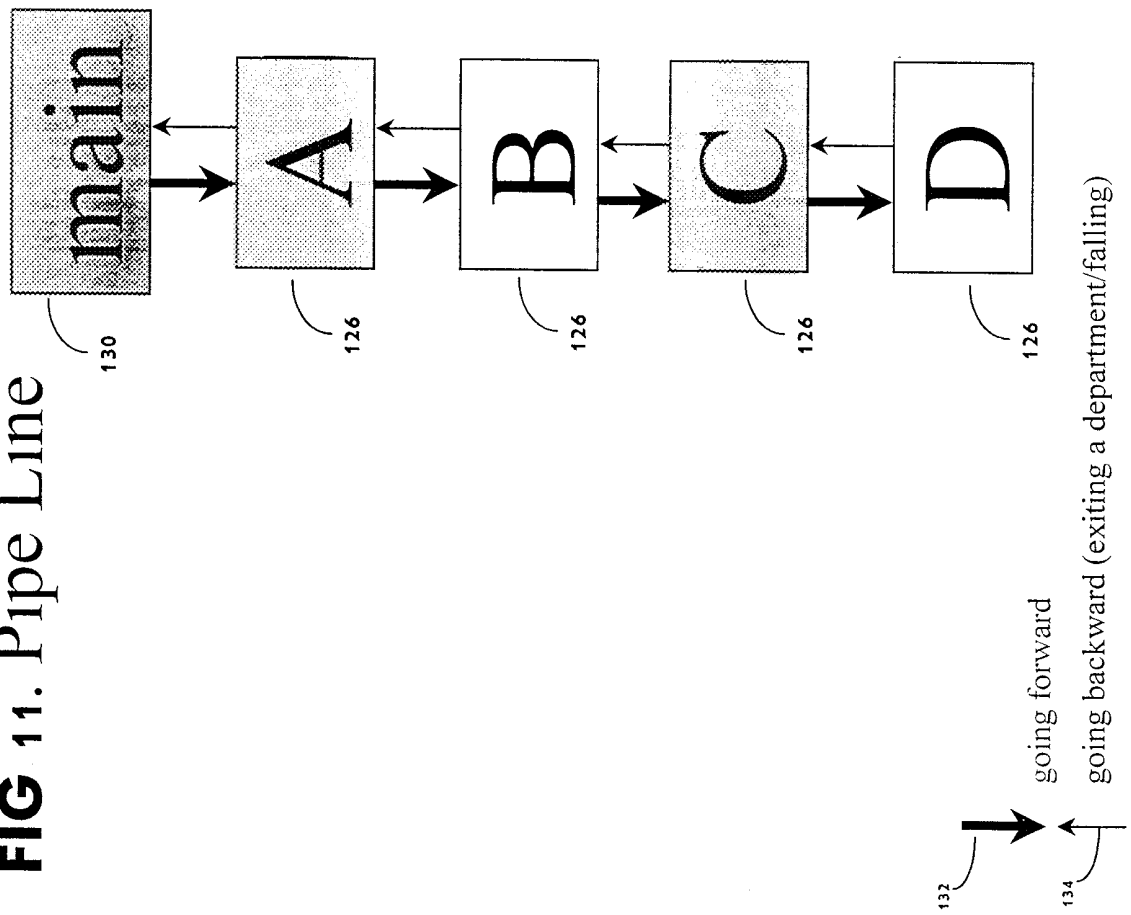 FIG 11. Pipe Line
main
A
B
C
D
130
126
126
126
126
132
going forward
134
going backward (exiting a department/falling)